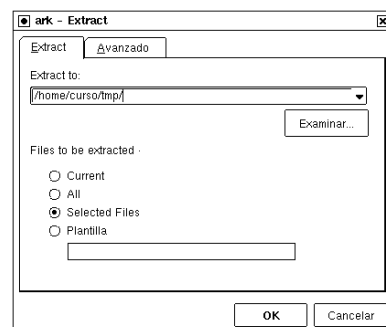 ark - Extract
Extract Avanzado
Extract to:
/home/curso/tmp/
Examinar...
Files to be extracted
Current
All
Selected Files
Plantilla
OK Cancelar